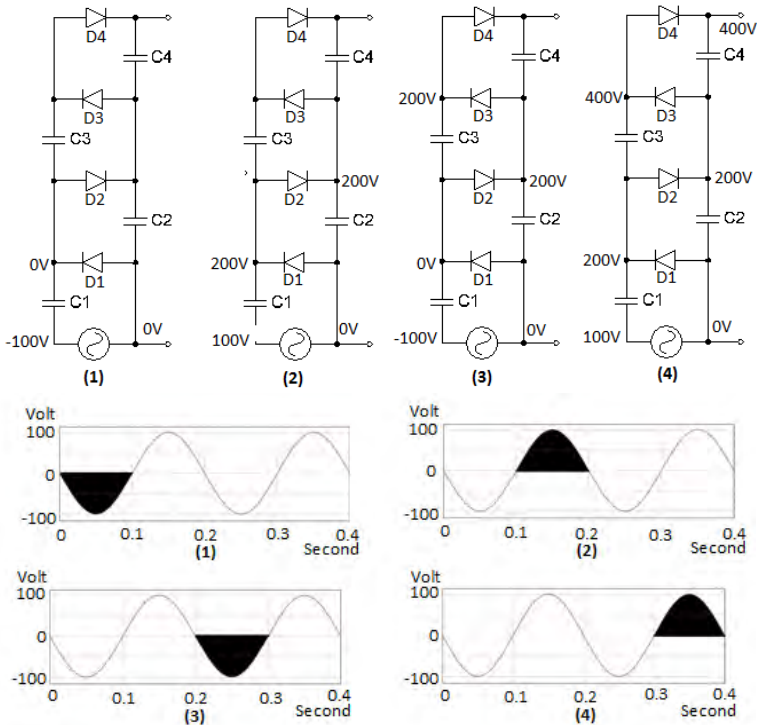 D4 D4 D4 D4 400V
C4 C4 C4 C4
200V 400V
D3 D3 D3 D3
C3 C3 C3 C3
200V 200V 200V
D2 D2 D2 D2
C2 C2 C2 C2
0V 200V 0V 200V
D1 D1 D1 D1
C1 C1 C1 C1
-100V 0V 100V 0V -100V 0V 100V 0V
(1) (2) (3) (4)
Volt Volt
100 100
0 0
-100 -100
0 0.1 0.2 0.3 0.4 0 0.1 0.2 0.3 0.4
Second Second
(1) (2)
Volt Volt
100 100
0 0
-100 -100
0 0.1 0.2 0.3 0.4 0 0.1 0.2 0.3 0.4
Second Second
(3) (4)